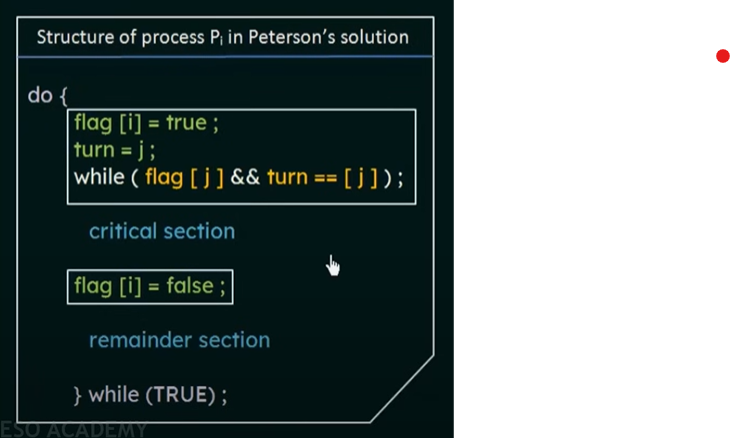 Structure of process Pᵢ in Peterson's solution
do {
flag [i] = true ;
turn = j ;
while ( flag [ j ] && turn == [ j ] ) ;
critical section
flag [i] = false ;
remainder section
} while (TRUE) ;
ESO ACADEMY